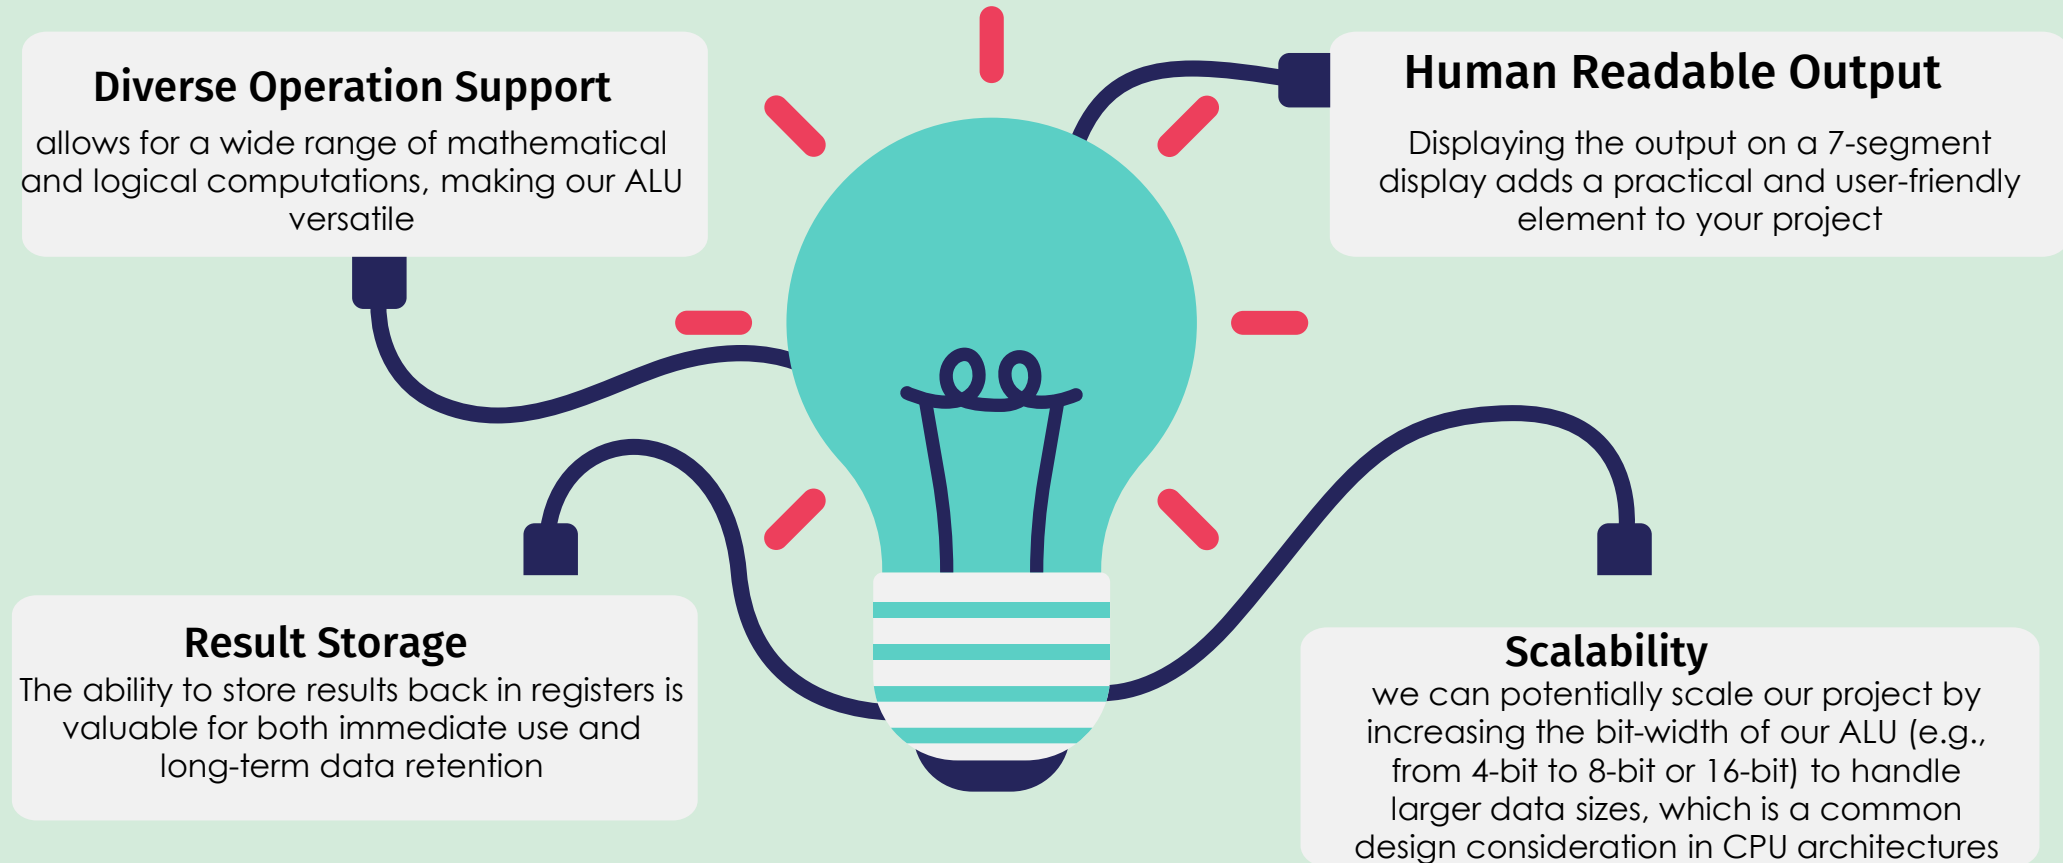 Diverse Operation Support
allows for a wide range of mathematical
and logical computations, making our ALU
versatile
Human Readable Output
Displaying the output on a 7-segment
display adds a practical and user-friendly
element to your project
Result Storage
The ability to store results back in registers is
valuable for both immediate use and
long-term data retention
Scalability
we can potentially scale our project by
increasing the bit-width of our ALU (e.g.,
from 4-bit to 8-bit or 16-bit) to handle
larger data sizes, which is a common
design consideration in CPU architectures